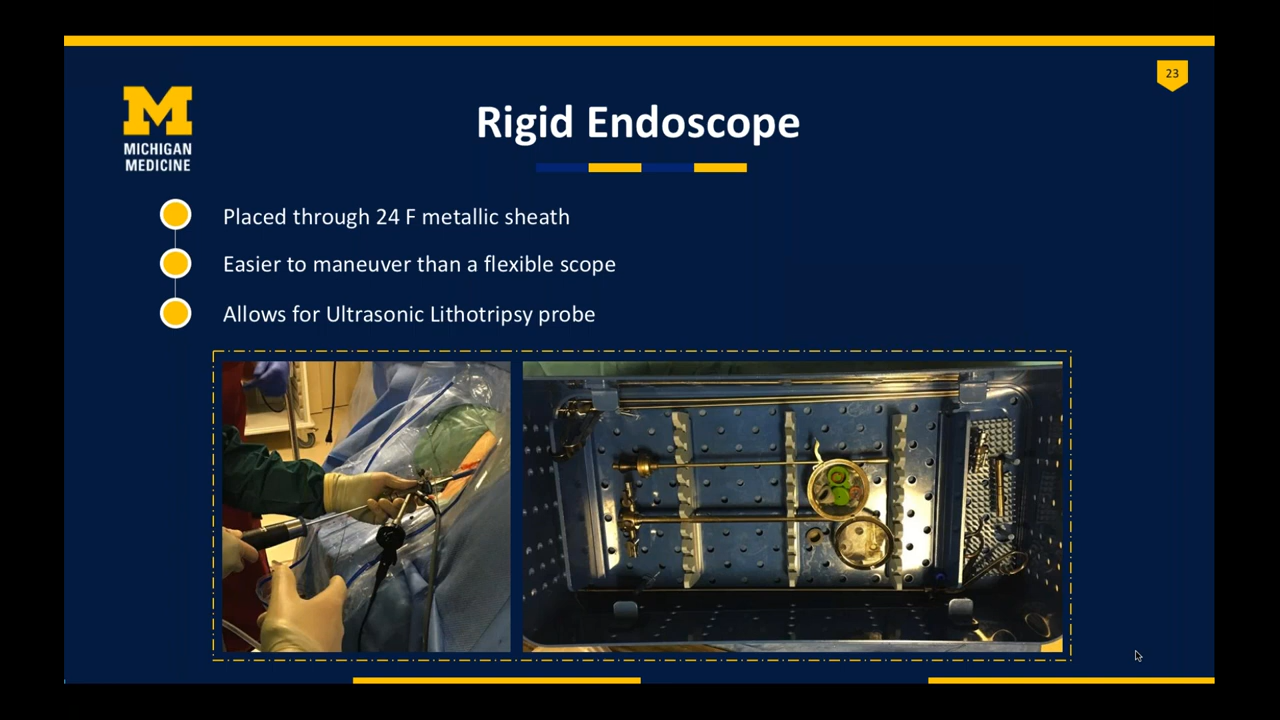 23
M
MICHIGAN
MEDICINE
Rigid Endoscope
Placed through 24 F metallic sheath
Easier to maneuver than a flexible scope
Allows for Ultrasonic Lithotripsy probe